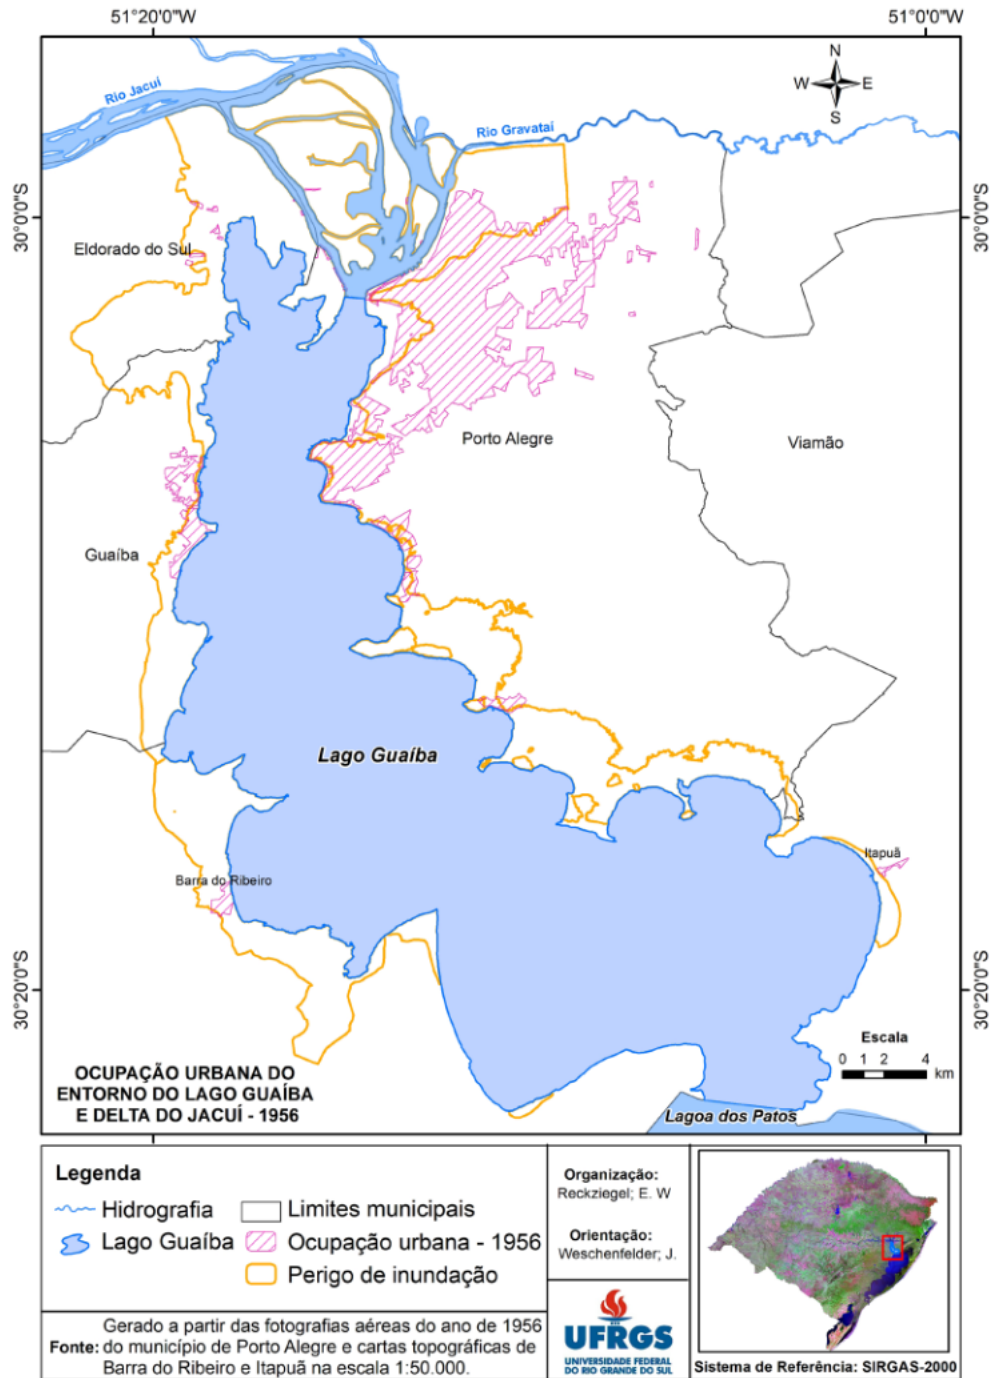 51°20'0"W
51°0'0"W
N
W
E
S
Rio Jacuí
Rio Gravataí
30°0'0"S
30°0'0"S
Eldorado do Sul
Porto Alegre
Viamão
Guaíba
Lago Guaíba
Barra do Ribeiro
Itapuã
30°20'0"S
30°20'0"S
Escala
0 1 2 4
km
OCUPAÇÃO URBANA DO
ENTORNO DO LAGO GUAÍBA
E DELTA DO JACUÍ - 1956
Lagoa dos Patos
Legenda
Hidrografia
Limites municipais
Lago Guaíba
Ocupação urbana - 1956
Perigo de inundação
Fonte: Gerado a partir das fotografias aéreas do ano de 1956
do município de Porto Alegre e cartas topográficas de
Barra do Ribeiro e Itapuã na escala 1:50.000.
Organização:
Reckziegel; E. W
Orientação:
Weschenfelder; J.
UFRGS
UNIVERSIDADE FEDERAL
DO RIO GRANDE DO SUL
Sistema de Referência: SIRGAS-2000